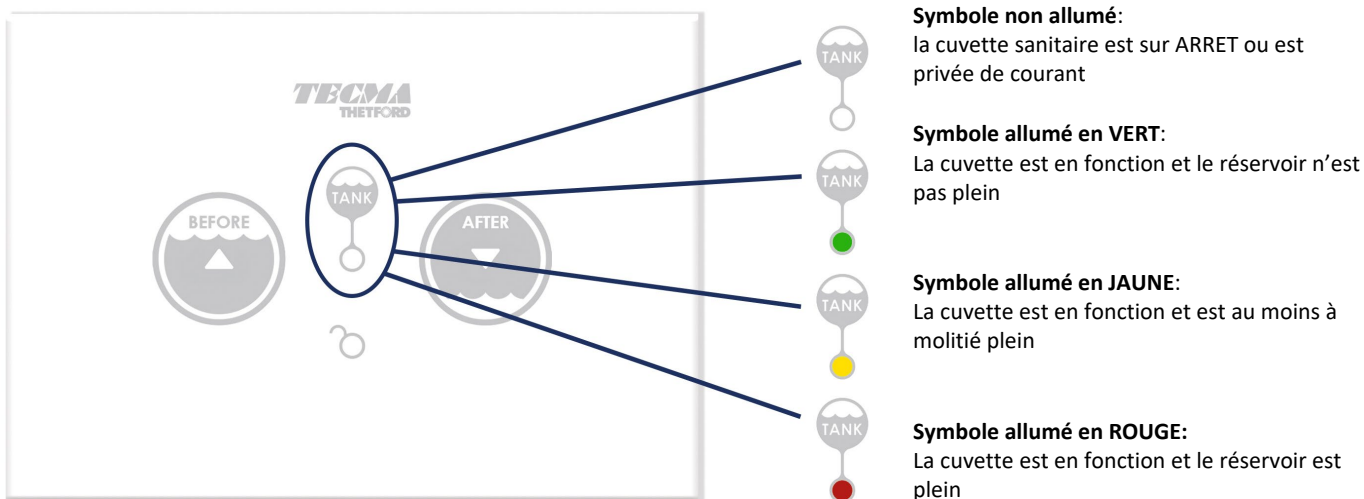 TECMA
THETFORD
TANK
BEFORE
AFTER
TANK
Symbole non allumé:
la cuvette sanitaire est sur ARRET ou est
privée de courant
TANK
Symbole allumé en VERT:
La cuvette est en fonction et le réservoir n’est
pas plein
TANK
Symbole allumé en JAUNE:
La cuvette est en fonction et est au moins à
molitié plein
TANK
Symbole allumé en ROUGE:
La cuvette est en fonction et le réservoir est
plein